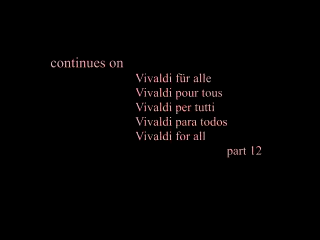 continues on
Vivaldi für alle
Vivaldi pour tous
Vivaldi per tutti
Vivaldi para todos
Vivaldi for all
part 12